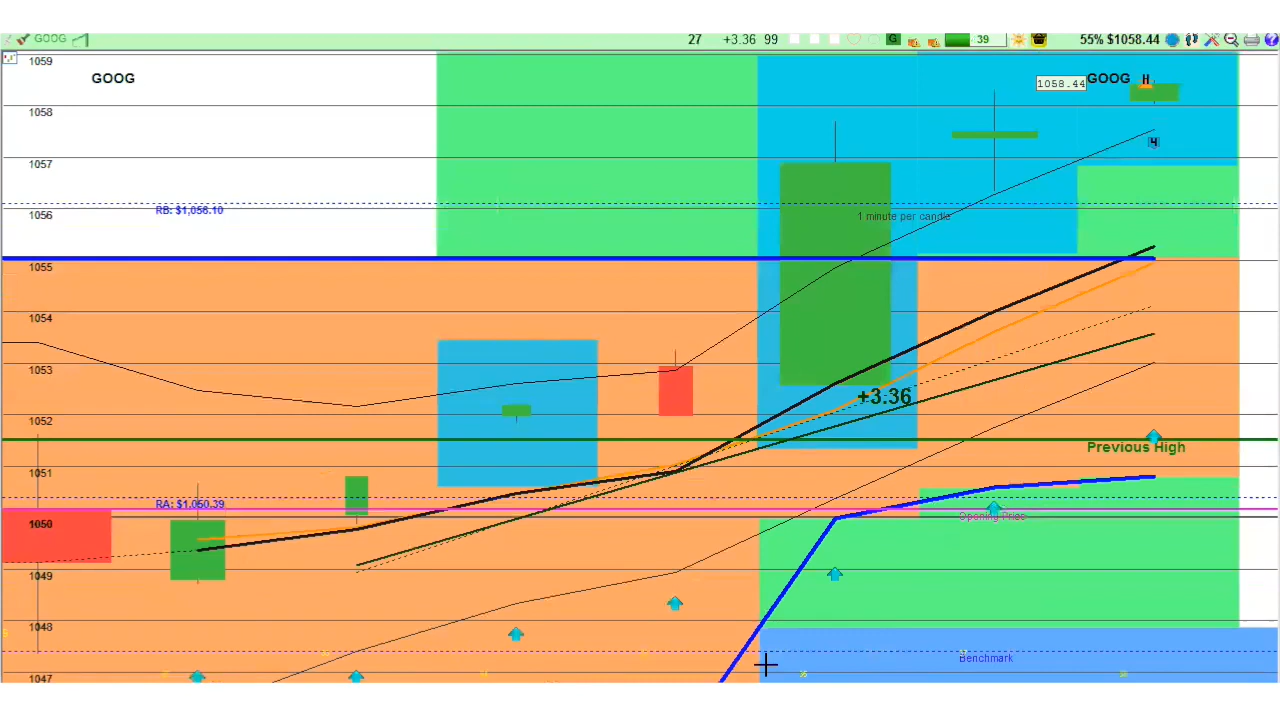 GOOG
27 +3.36 99 G 39 55% $1058.44
1059
GOOG
1058.44 GOOG H
1058
1057
4
1056
RB: $1,056.10
1 minute per candle
1055
1054
1053
+3.36
1052
Previous High
1051
RA: $1,050.39
1050
Opening Price
1049
1048
Benchmark
1047